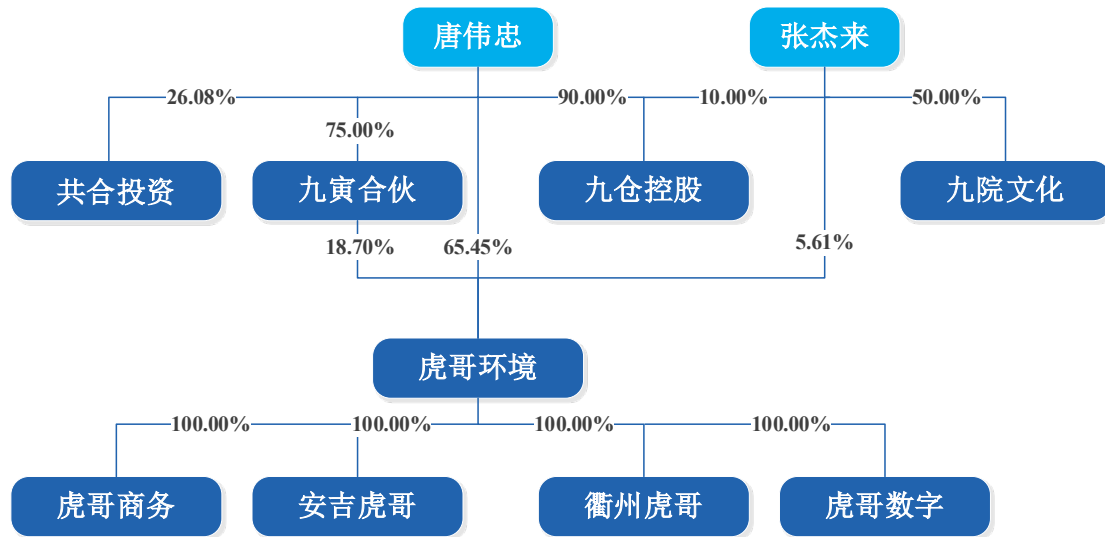 唐伟忠
张杰来
26.08%
90.00%
10.00%
50.00%
75.00%
共合投资
九寅合伙
九仓控股
九院文化
18.70%
65.45%
5.61%
虎哥环境
100.00%
100.00%
100.00%
100.00%
虎哥商务
安吉虎哥
衢州虎哥
虎哥数字